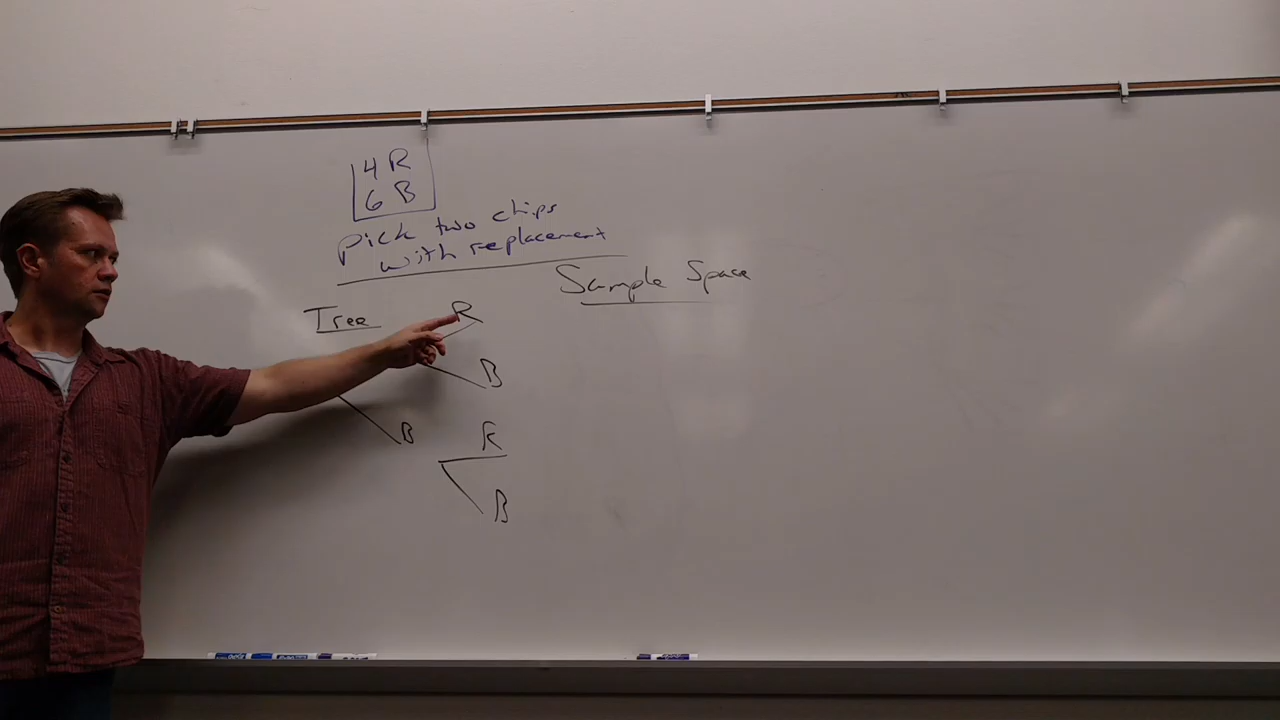 4 R
6 B
pick two chips
with replacement
Sample Space
Tree
R
B
B
R
B